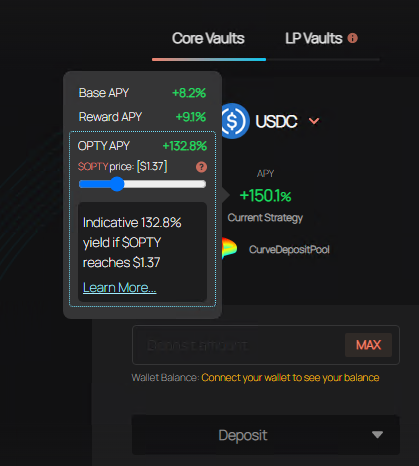 Core Vaults
LP Vaults
Base APY +8.2%
Reward APY +9.1%
OPTY APY +132.8%
$OPTY price: [$1.37] ?
Indicative 132.8%
yield if $OPTY
reaches $1.37
Learn More...
USDC
APY
+150.1%
Current Strategy
CurveDepositPool
Deposit amount
MAX
Wallet Balance: Connect your wallet to see your balance
Deposit